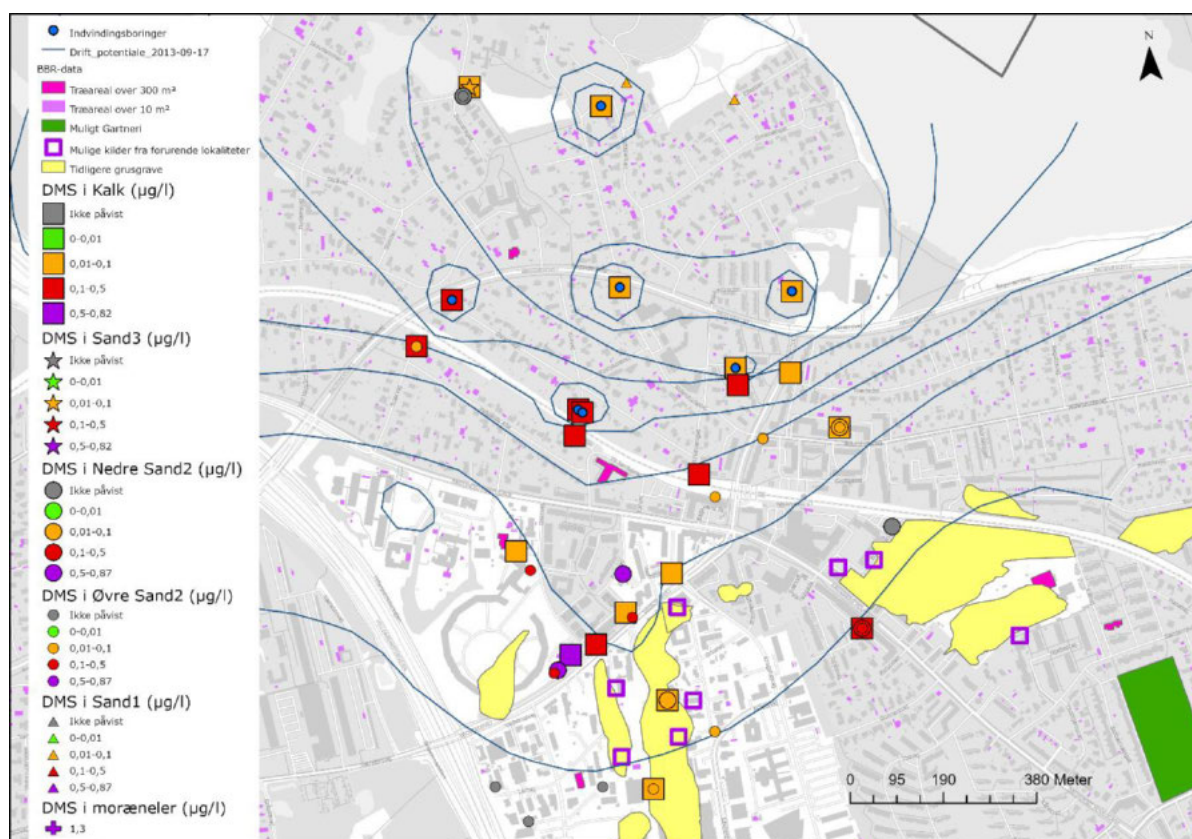 Indvindingsboringer
Drift_potentiale_2013-09-17
BBR-data
Træareal over 300 m²
Træareal over 10 m²
Muligt Gartneri
Mulige kilder fra forurende lokaliteter
Tidligere grusgrave
DMS i Kalk (µg/l)
Ikke påvist
0-0,01
0,01-0,1
0,1-0,5
0,5-0,82
DMS i Sand3 (µg/l)
Ikke påvist
0-0,01
0,01-0,1
0,1-0,5
0,5-0,82
DMS i Nedre Sand2 (µg/l)
Ikke påvist
0-0,01
0,01-0,1
0,1-0,5
0,5-0,87
DMS i Øvre Sand2 (µg/l)
Ikke påvist
0-0,01
0,01-0,1
0,1-0,5
0,5-0,87
DMS i Sand1 (µg/l)
Ikke påvist
0-0,01
0,01-0,1
0,1-0,5
0,5-0,87
DMS i moræneler (µg/l)
1,3
N
0 95 190 380 Meter